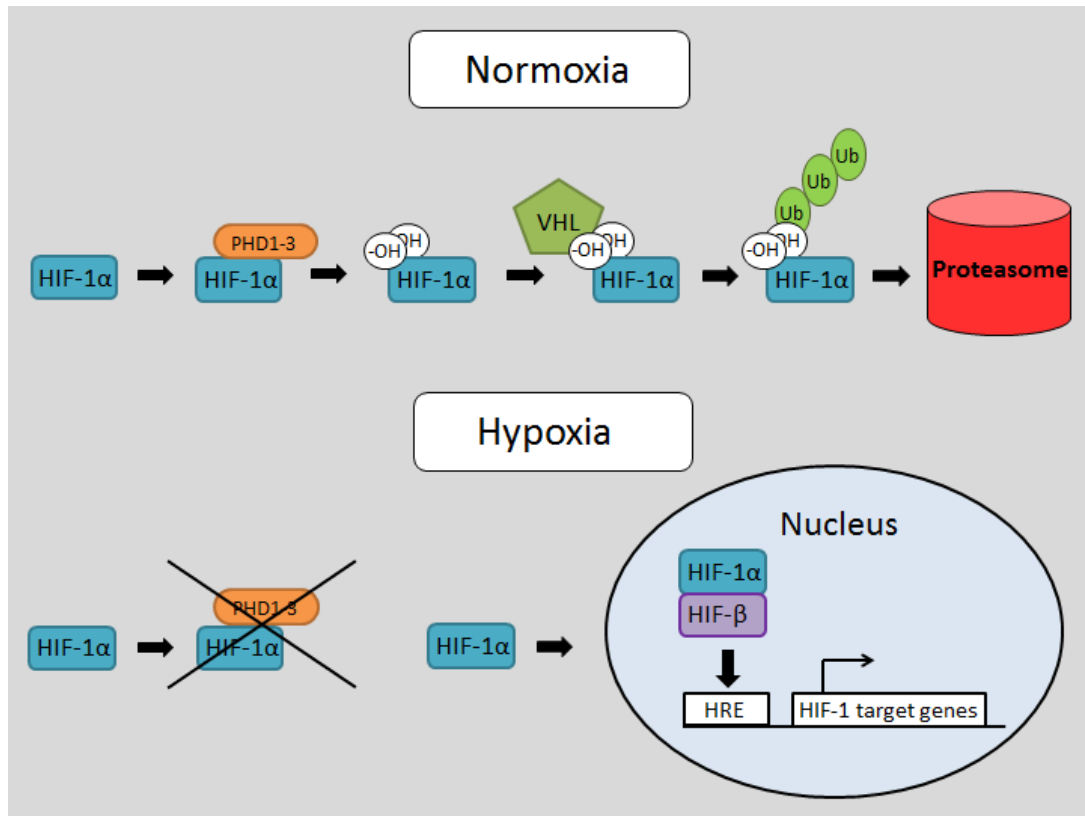 Normoxia
Ub
Ub
Ub
VHL
PHD1-3
-OH
OH
-OH
OH
-OH
OH
HIF-1α
HIF-1α
HIF-1α
HIF-1α
HIF-1α
Proteasome
Hypoxia
Nucleus
HIF-1α
HIF-β
PHD1-3
HIF-1α
HIF-1α
HIF-1α
HRE
HIF-1 target genes